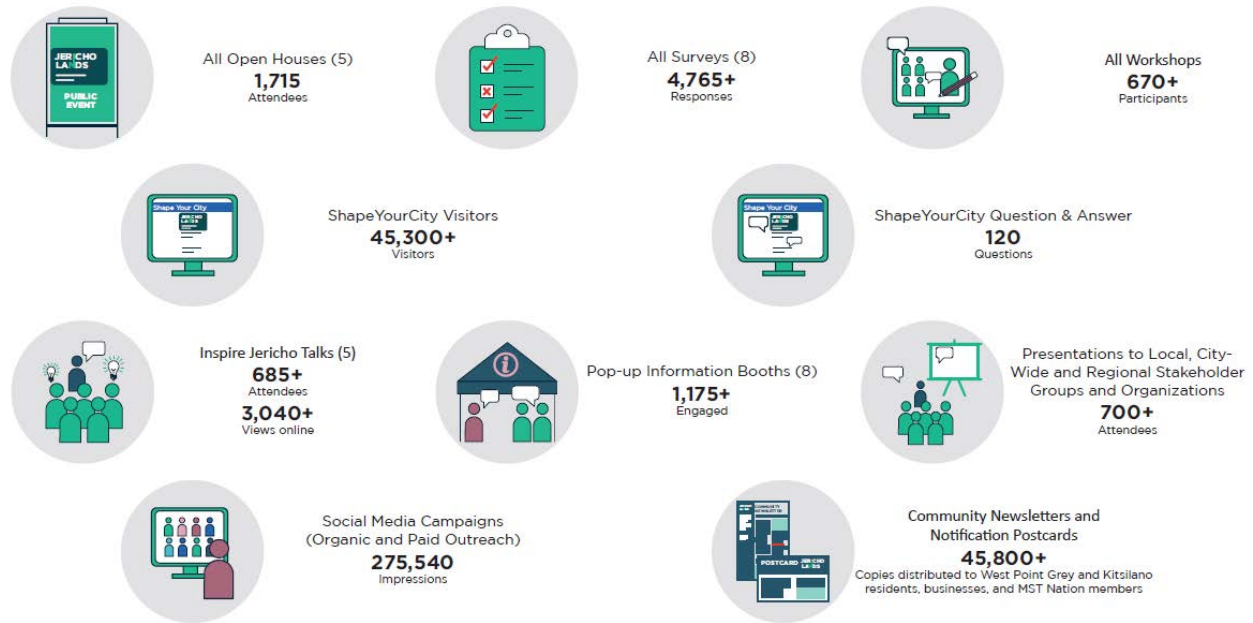 JERICHO
LANDS
PUBLIC
EVENT
All Open Houses (5)
1,715
Attendees
All Surveys (8)
4,765+
Responses
All Workshops
670+
Participants
Shape Your City
JERICHO
LANDS
ShapeYourCity Visitors
45,300+
Visitors
Shape Your City
JERICHO
LANDS
ShapeYourCity Question & Answer
120
Questions
Inspire Jericho Talks (5)
685+
Attendees
3,040+
Views online
i
Pop-up Information Booths (8)
1,175+
Engaged
Presentations to Local, City-
Wide and Regional Stakeholder
Groups and Organizations
700+
Attendees
Social Media Campaigns
(Organic and Paid Outreach)
275,540
Impressions
COMMUNITY
NEWSLETTER
POSTCARD
JERICHO
LANDS
Community Newsletters and
Notification Postcards
45,800+
Copies distributed to West Point Grey and Kitsilano
residents, businesses, and MST Nation members